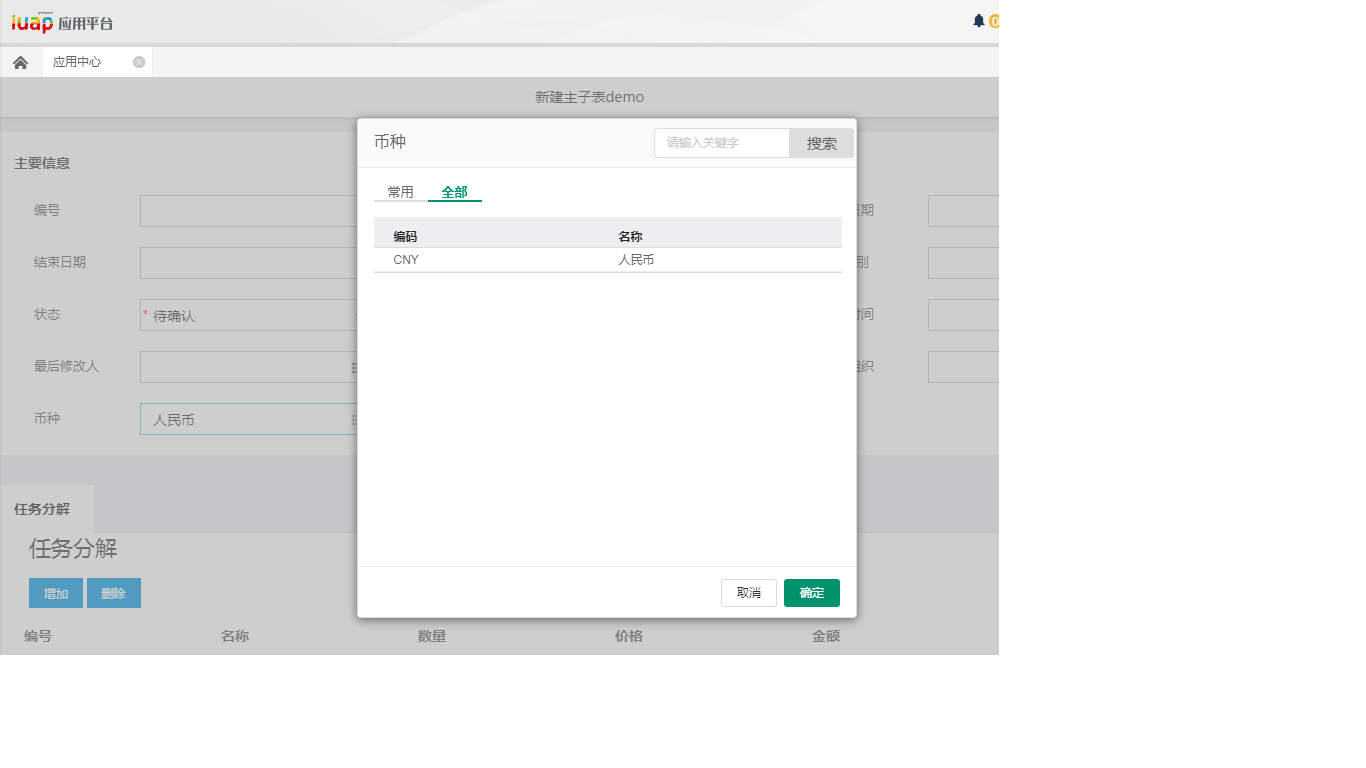 iuap 应用平台
应用中心
新建主子表demo
币种
请输入关键字
搜索
主要信息
常用
全部
编号
日期
编码
名称
CNY
人民币
结束日期
别
状态
* 待确认
时间
最后修改人
组织
币种
人民币
任务分解
任务分解
增加
删除
取消
确定
编号
名称
数量
价格
金额